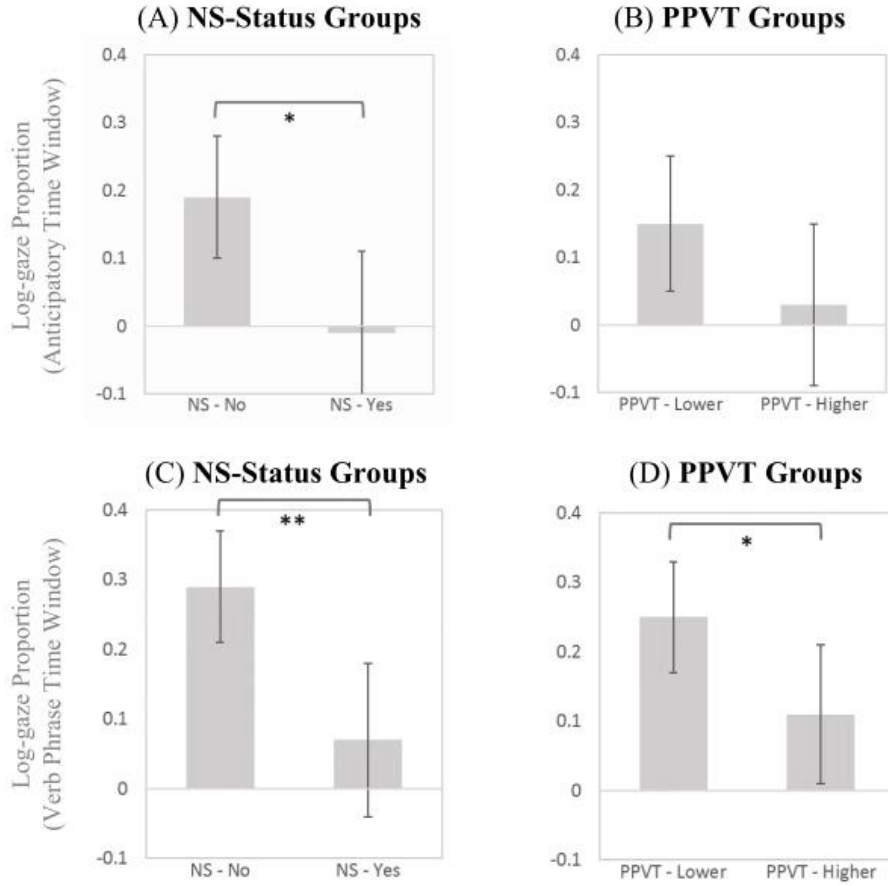 (A) NS-Status Groups
Log-gaze Proportion
(Anticipatory Time Window)
0.4
0.3
0.2
0.1
0
-0.1
*
NS - No
NS - Yes
(B) PPVT Groups
0.4
0.3
0.2
0.1
0
-0.1
PPVT - Lower
PPVT - Higher
(C) NS-Status Groups
Log-gaze Proportion
(Verb Phrase Time Window)
0.4
0.3
0.2
0.1
0
-0.1
**
NS - No
NS - Yes
(D) PPVT Groups
0.4
0.3
0.2
0.1
0
-0.1
*
PPVT - Lower
PPVT - Higher